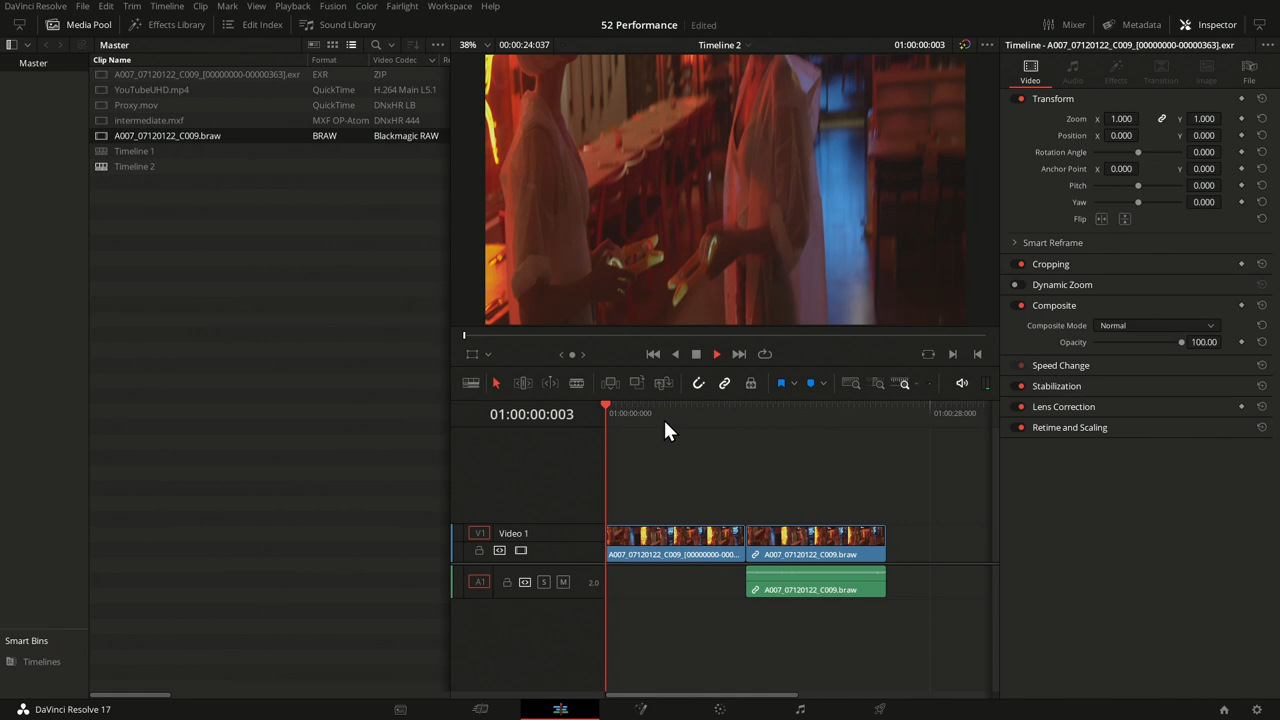 DaVinci Resolve File Edit Trim Timeline Clip Mark View Playback Fusion Color Fairlight Workspace Help
Media Pool Effects Library Edit Index Sound Library 52 Performance Edited Mixer Metadata Inspector
Master 38% 00:00:24:037 Timeline 2 01:00:00:003 Timeline - A007_07120122_C009_[00000000-00000363].exr
Clip Name Format Video Codec
Master
A007_07120122_C009_[00000000-00000363].exr EXR ZIP
YouTubeUHD.mp4 QuickTime H.264 Main L5.1
Proxy.mov QuickTime DNxHR LB
intermediate.mxf MXF OP-Atom DNxHR 444
A007_07120122_C009.braw BRAW Blackmagic RAW
Timeline 1
Timeline 2
Video Audio Effects Transition Image File
Transform
Zoom X 1.000 Y 1.000
Position X 0.000 Y 0.000
Rotation Angle 0.000
Anchor Point X 0.000 Y 0.000
Pitch 0.000
Yaw 0.000
Flip
Smart Reframe
Cropping
Dynamic Zoom
Composite
Composite Mode Normal
Opacity 100.00
Speed Change
Stabilization
Lens Correction
Retime and Scaling
01:00:00:003 01:00:00:000 01:00:28:000
V1 Video 1
A007_07120122_C009_[00000000-000... A007_07120122_C009.braw
A1 S M 2.0
A007_07120122_C009.braw
Smart Bins
Timelines
DaVinci Resolve 17